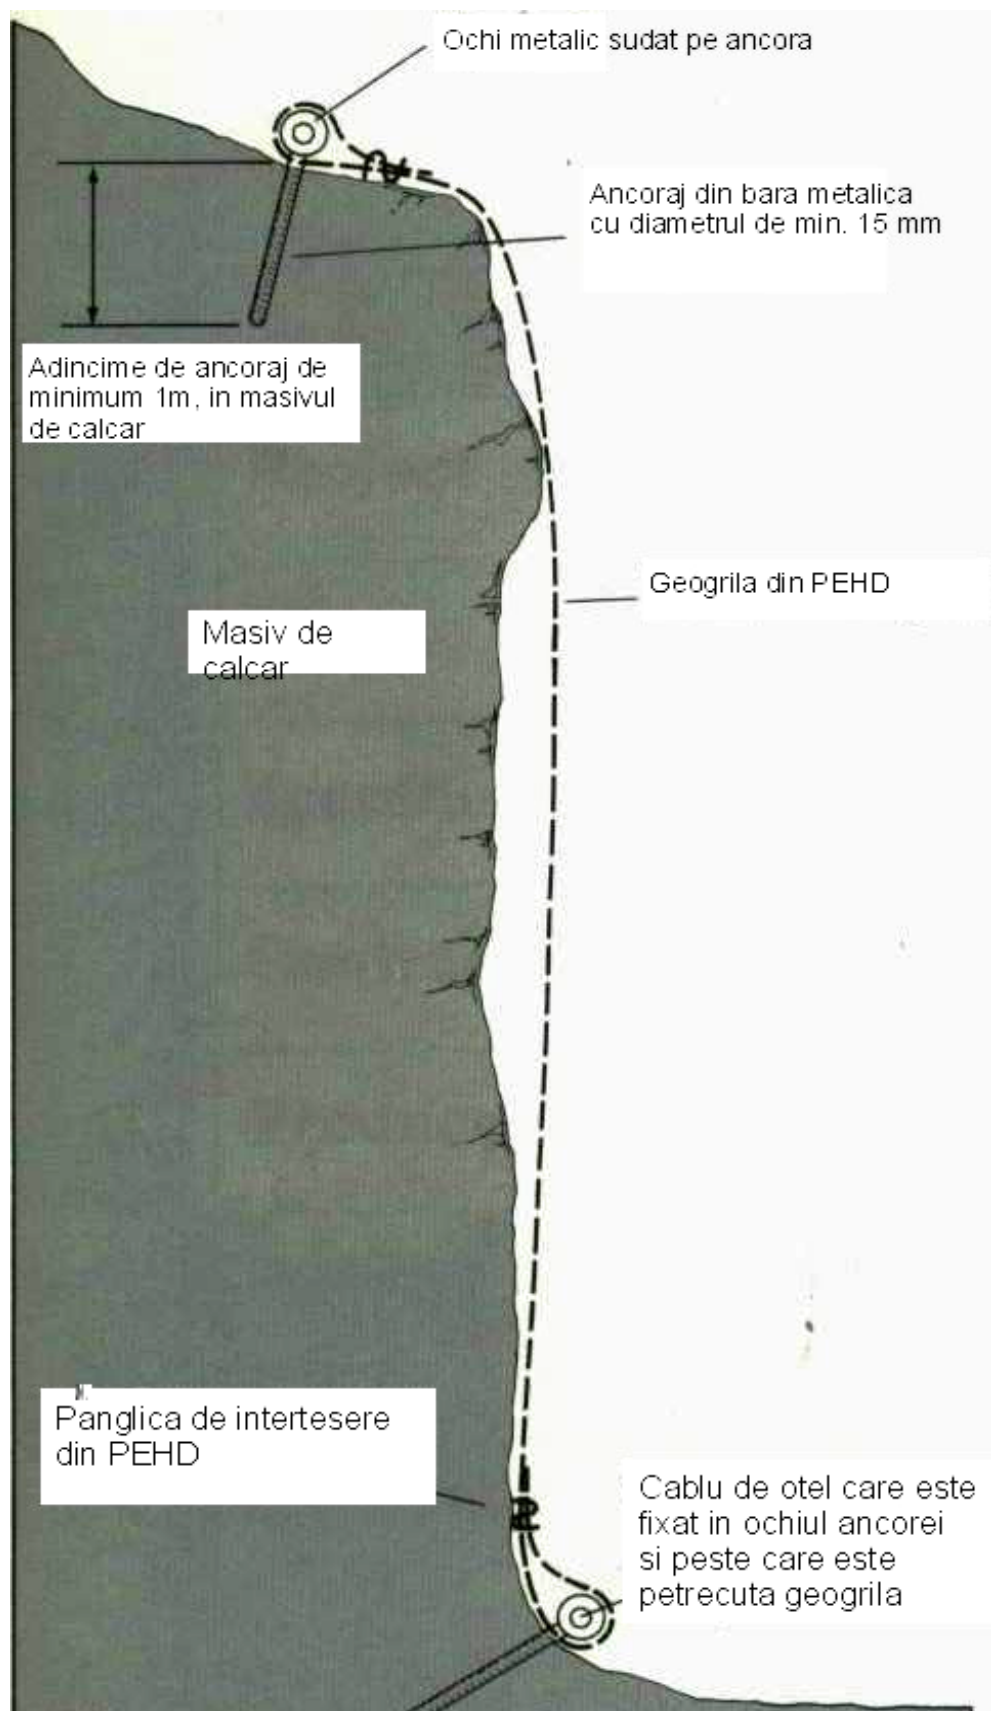 Ochi metalic sudat pe ancora
Ancoraj din bara metalica
cu diametrul de min. 15 mm
Adincime de ancoraj de
minimum 1m, in masivul
de calcar
Geogrila din PEHD
Masiv de
calcar
Panglica de intertesere
din PEHD
Cablu de otel care este
fixat in ochiul ancorei
si peste care este
petrecuta geogrila